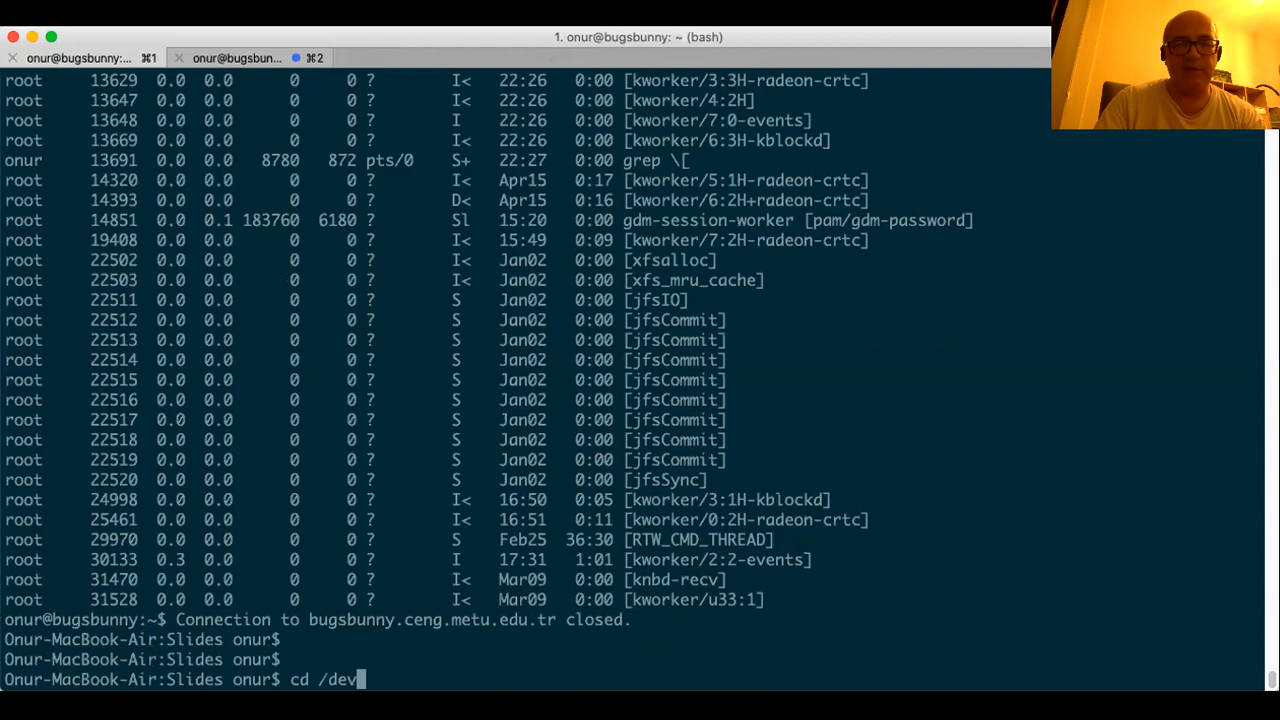 1. onur@bugsbunny: ~ (bash)
onur@bugsbunny:... ⌘1 onur@bugsbun... ⌘2
root 13629 0.0 0.0 0 0 ? I< 22:26 0:00 [kworker/3:3H-radeon-crtc]
root 13647 0.0 0.0 0 0 ? I< 22:26 0:00 [kworker/4:2H]
root 13648 0.0 0.0 0 0 ? I 22:26 0:00 [kworker/7:0-events]
root 13669 0.0 0.0 0 0 ? I< 22:26 0:00 [kworker/6:3H-kblockd]
onur 13691 0.0 0.0 8780 872 pts/0 S+ 22:27 0:00 grep \[
root 14320 0.0 0.0 0 0 ? I< Apr15 0:17 [kworker/5:1H-radeon-crtc]
root 14393 0.0 0.0 0 0 ? D< Apr15 0:16 [kworker/6:2H+radeon-crtc]
root 14851 0.0 0.1 183760 6180 ? Sl 15:20 0:00 gdm-session-worker [pam/gdm-password]
root 19408 0.0 0.0 0 0 ? I< 15:49 0:09 [kworker/7:2H-radeon-crtc]
root 22502 0.0 0.0 0 0 ? I< Jan02 0:00 [xfsalloc]
root 22503 0.0 0.0 0 0 ? I< Jan02 0:00 [xfs_mru_cache]
root 22511 0.0 0.0 0 0 ? S Jan02 0:00 [jfsIO]
root 22512 0.0 0.0 0 0 ? S Jan02 0:00 [jfsCommit]
root 22513 0.0 0.0 0 0 ? S Jan02 0:00 [jfsCommit]
root 22514 0.0 0.0 0 0 ? S Jan02 0:00 [jfsCommit]
root 22515 0.0 0.0 0 0 ? S Jan02 0:00 [jfsCommit]
root 22516 0.0 0.0 0 0 ? S Jan02 0:00 [jfsCommit]
root 22517 0.0 0.0 0 0 ? S Jan02 0:00 [jfsCommit]
root 22518 0.0 0.0 0 0 ? S Jan02 0:00 [jfsCommit]
root 22519 0.0 0.0 0 0 ? S Jan02 0:00 [jfsCommit]
root 22520 0.0 0.0 0 0 ? S Jan02 0:00 [jfsSync]
root 24998 0.0 0.0 0 0 ? I< 16:50 0:05 [kworker/3:1H-kblockd]
root 25461 0.0 0.0 0 0 ? I< 16:51 0:11 [kworker/0:2H-radeon-crtc]
root 29970 0.0 0.0 0 0 ? S Feb25 36:30 [RTW_CMD_THREAD]
root 30133 0.3 0.0 0 0 ? I 17:31 1:01 [kworker/2:2-events]
root 31470 0.0 0.0 0 0 ? I< Mar09 0:00 [knbd-recv]
root 31528 0.0 0.0 0 0 ? I< Mar09 0:00 [kworker/u33:1]
onur@bugsbunny:~$ Connection to bugsbunny.ceng.metu.edu.tr closed.
Onur-MacBook-Air:Slides onur$
Onur-MacBook-Air:Slides onur$
Onur-MacBook-Air:Slides onur$ cd /dev